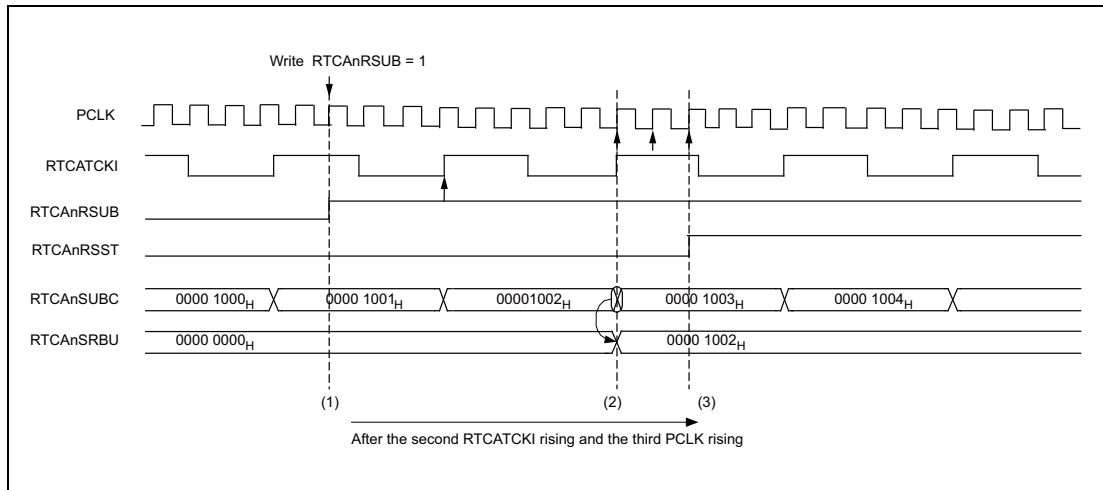 Write RTCAnRSUB = 1
PCLK
RTCATCKI
RTCAnRSUB
RTCAnRSST
RTCAnSUBC 0000 1000H 0000 1001H 00001002H 0000 1003H 0000 1004H
RTCAnSRBU 0000 0000H 0000 1002H
(1) (2) (3)
After the second RTCATCKI rising and the third PCLK rising